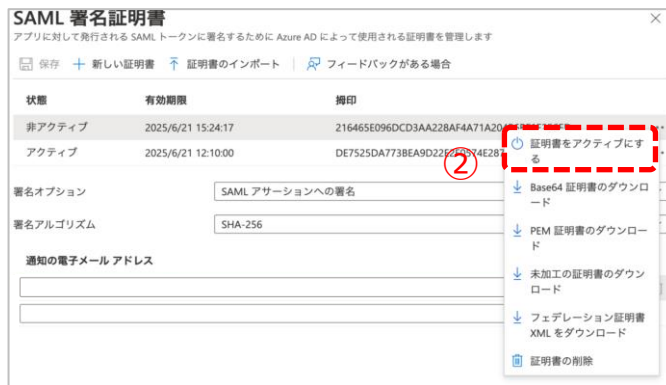 SAML 署名証明書
アプリに対して発行される SAML トークンに署名するために Azure AD によって使用される証明書を管理します
保存 新しい証明書 証明書のインポート フィードバックがある場合
状態 有効期限 拇印
非アクティブ 2025/6/21 15:24:17
アクティブ 2025/6/21 12:10:00
②
証明書をアクティブにす
る
Base64 証明書のダウンロ
ード
PEM 証明書のダウンロー
ド
未加工の証明書のダウン
ロード
フェデレーション証明書
XML をダウンロード
証明書の削除
署名オプション SAML アサーションへの署名
署名アルゴリズム SHA-256
通知の電子メール アドレス